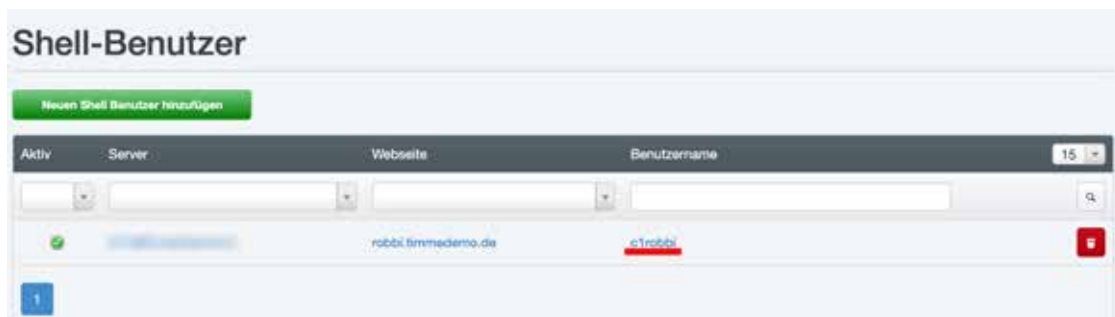 Shell-Benutzer
Neuen Shell Benutzer hinzufügen
Aktiv Server Webseite Benutzername 15
robbi.timmedemo.de c1robbi
1